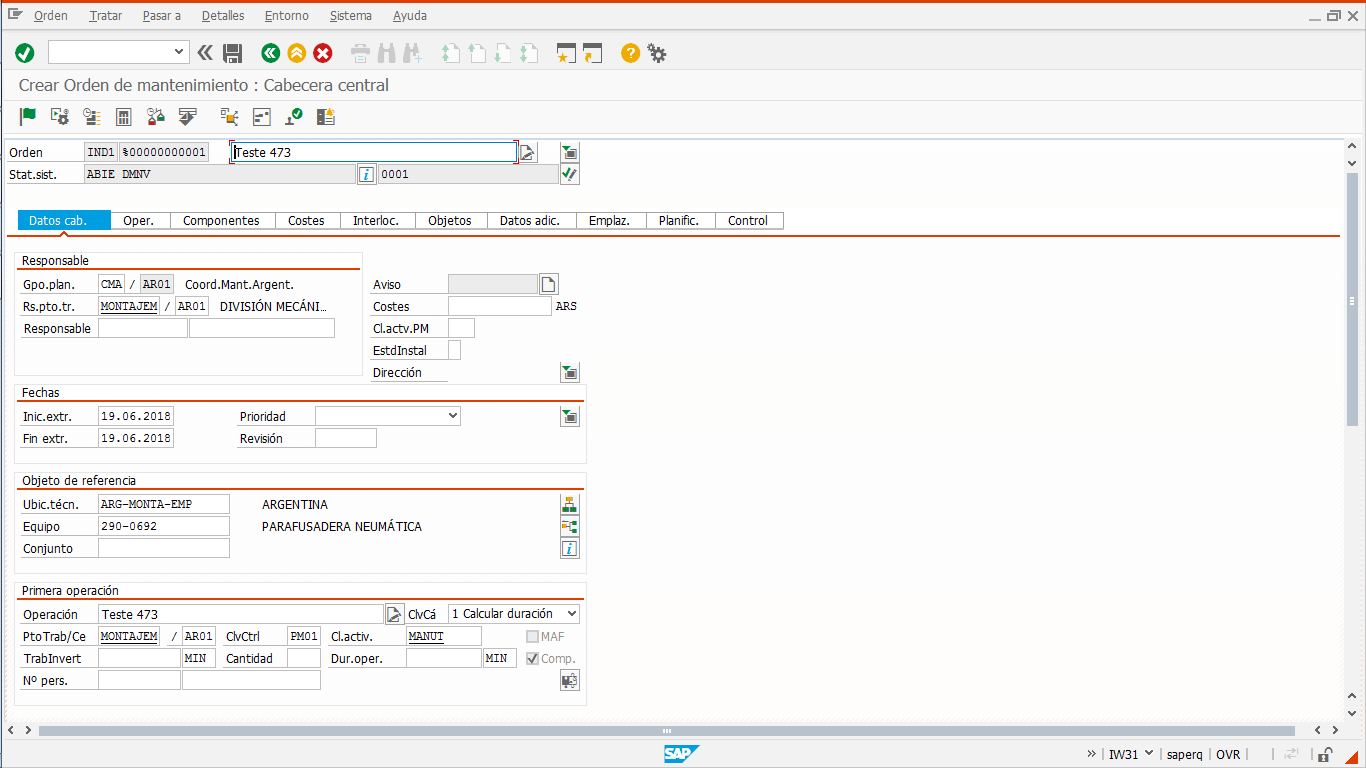 Orden Tratar Pasar a Detalles Entorno Sistema Ayuda
Crear Orden de mantenimiento : Cabecera central
Orden IND1 %00000000001 Teste 473
Stat.sist. ABIE DMNV 0001
Datos cab. Oper. Componentes Costes Interloc. Objetos Datos adic. Emplaz. Planific. Control
Responsable
Gpo.plan. CMA / AR01 Coord.Mant.Argent. Aviso
Rs.pto.tr. MONTAJEM / AR01 DIVISIÓN MECÁNI... Costes ARS
Responsable Cl.actv.PM
EstdInstal
Dirección
Fechas
Inic.extr. 19.06.2018 Prioridad
Fin extr. 19.06.2018 Revisión
Objeto de referencia
Ubic.técn. ARG-MONTA-EMP ARGENTINA
Equipo 290-0692 PARAFUSADERA NEUMÁTICA
Conjunto
Primera operación
Operación Teste 473 ClvCá 1 Calcular duración
PtoTrab/Ce MONTAJEM / AR01 ClvCtrl PM01 Cl.activ. MANUT MAF
TrabInvert MIN Cantidad Dur.oper. MIN Comp.
Nº pers.
SAP IW31 saperq OVR